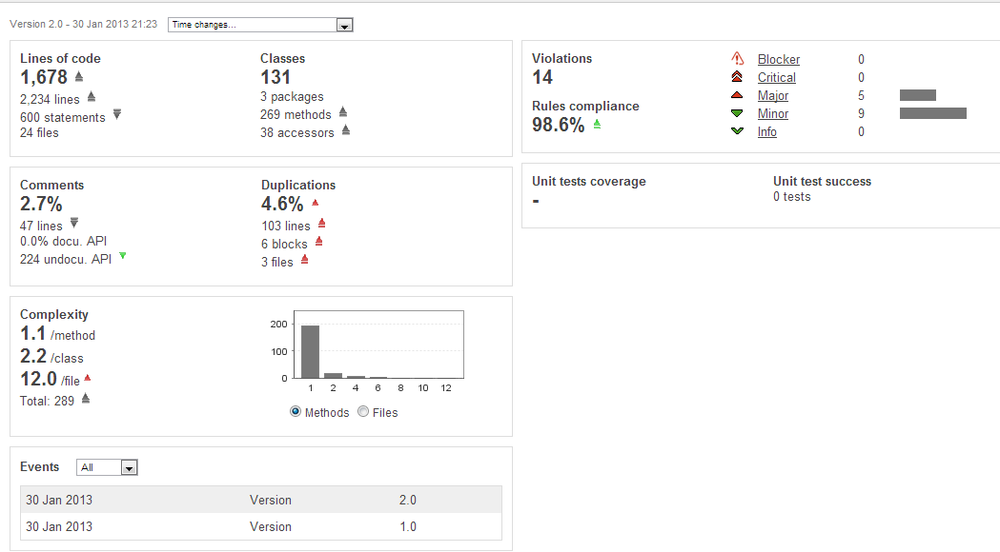 Version 2.0 - 30 Jan 2013 21:23
Time changes...
Lines of code
1,678
2,234 lines
600 statements
24 files
Classes
131
3 packages
269 methods
38 accessors
Violations
14
Rules compliance
98.6%
Blocker 0
Critical 0
Major 5
Minor 9
Info 0
Comments
2.7%
47 lines
0.0% docu. API
224 undocu. API
Duplications
4.6%
103 lines
6 blocks
3 files
Unit tests coverage
-
Unit test success
0 tests
Complexity
1.1 /method
2.2 /class
12.0 /file
Total: 289
200
100
0
1 2 4 6 8 10 12
Methods Files
Events All
30 Jan 2013 Version 2.0
30 Jan 2013 Version 1.0